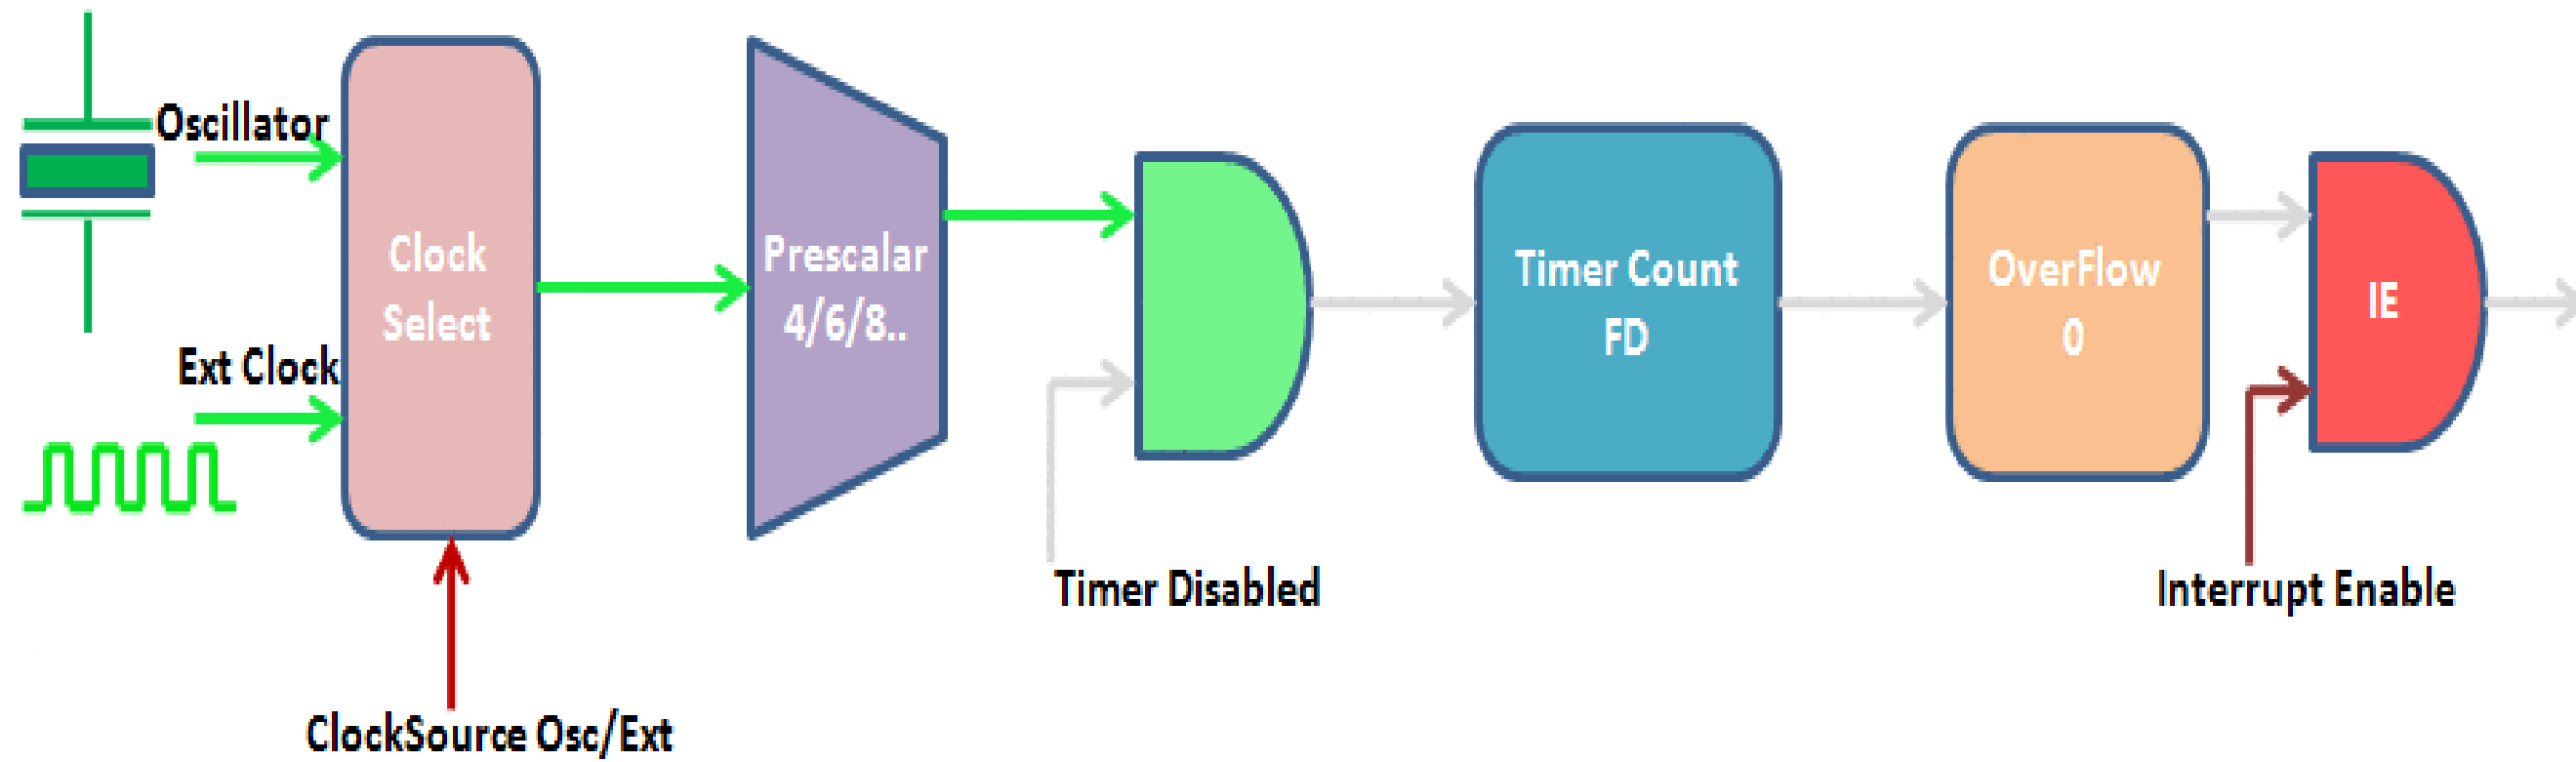 Oscillator
Ext Clock
Clock
Select
ClockSource Osc/Ext
Prescalar
4/6/8..
Timer Disabled
Timer Count
FD
OverFlow
0
IE
Interrupt Enable